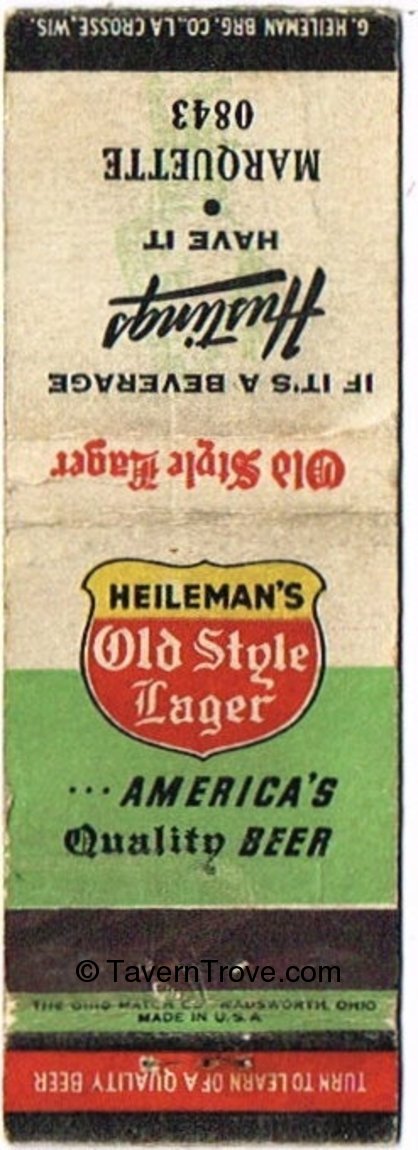 G. HEILEMAN BRG. CO., LA CROSSE, WIS.
0843
MARQUETTE
•
HAVE IT
Hustings
IF IT'S A BEVERAGE
Old Style Lager
HEILEMAN'S
Old Style
Lager
...AMERICA'S
Quality BEER
© TavernTrove.com
THE OHIO MATCH CO. WADSWORTH, OHIO
MADE IN U.S.A
TURN TO LEARN OF A QUALITY BEER